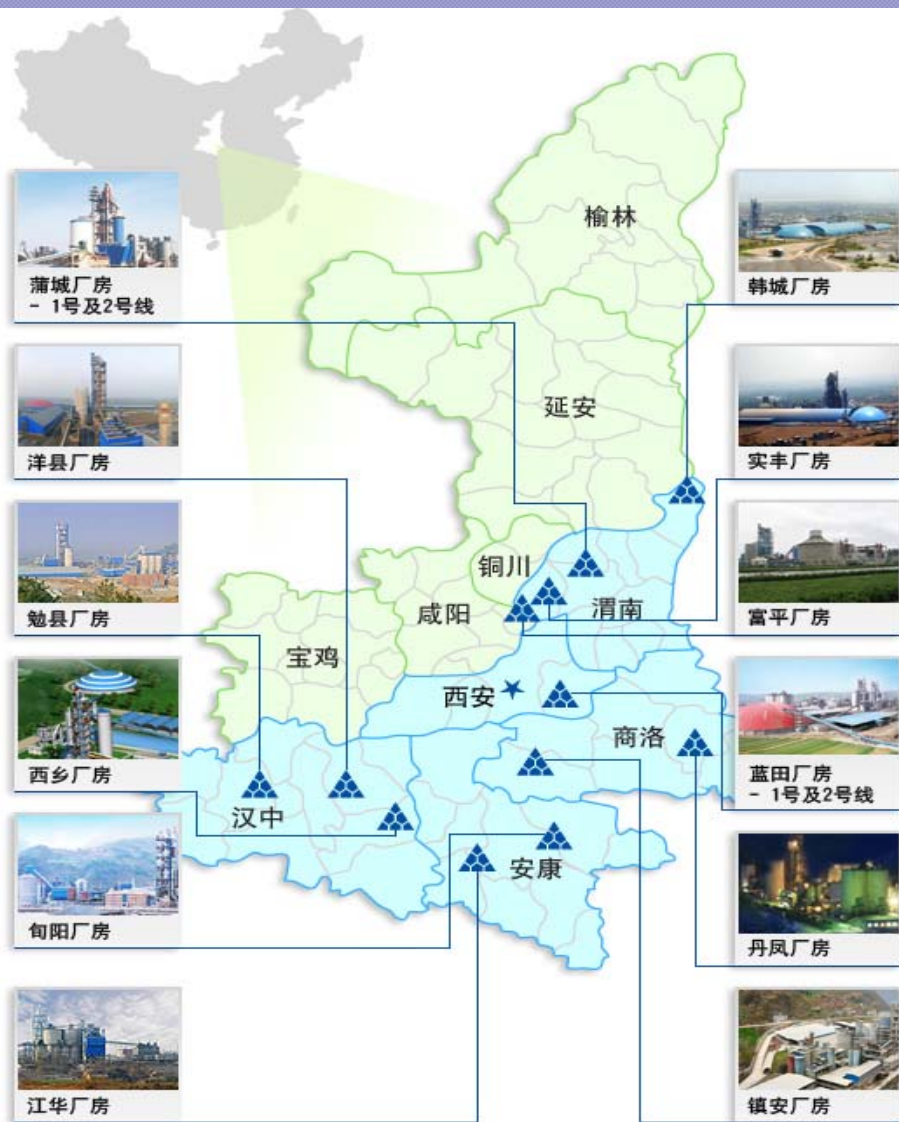 蒲城厂房
- 1号及2号线
洋县厂房
勉县厂房
西乡厂房
旬阳厂房
江华厂房
榆林
延安
铜川
咸阳
渭南
宝鸡
西安
商洛
汉中
安康
韩城厂房
实丰厂房
富平厂房
蓝田厂房
- 1号及2号线
丹凤厂房
镇安厂房